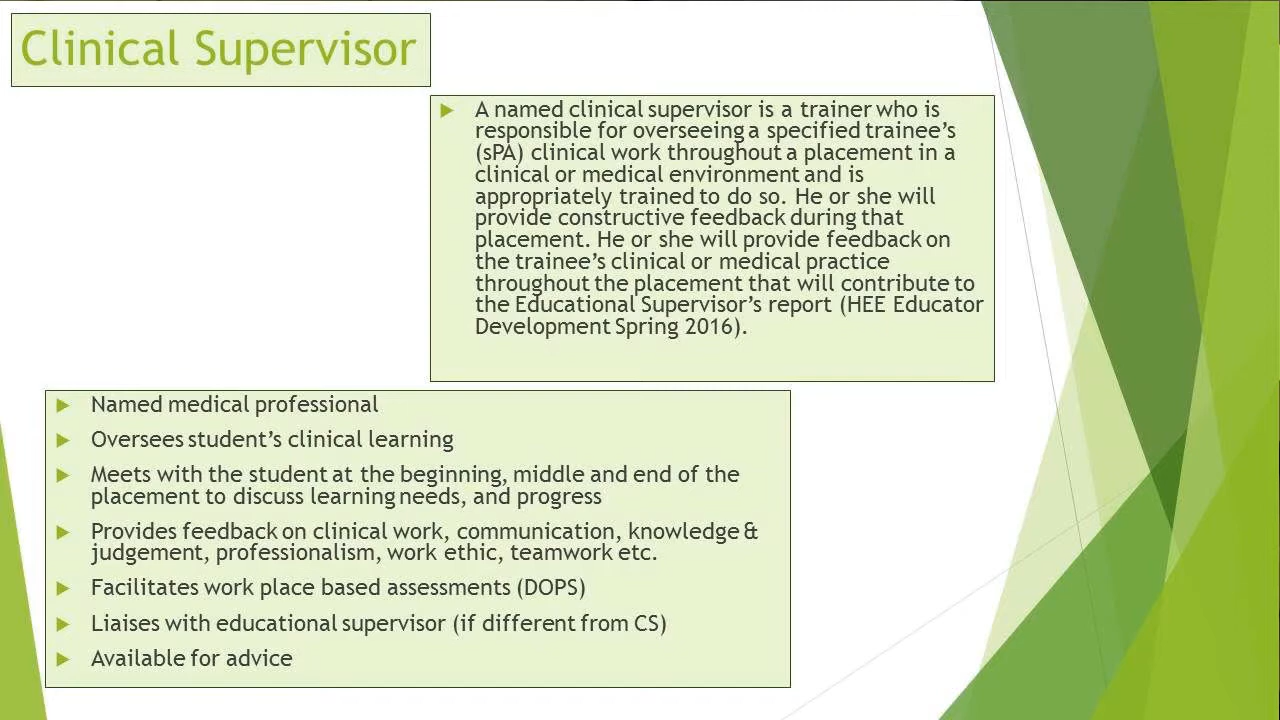 Clinical Supervisor
A named clinical supervisor is a trainer who is
responsible for overseeing a specified trainee’s
(sPA) clinical work throughout a placement in a
clinical or medical environment and is
appropriately trained to do so. He or she will
provide constructive feedback during that
placement. He or she will provide feedback on
the trainee’s clinical or medical practice
throughout the placement that will contribute to
the Educational Supervisor’s report (HEE Educator
Development Spring 2016).
Named medical professional
Oversees student’s clinical learning
Meets with the student at the beginning, middle and end of the
placement to discuss learning needs, and progress
Provides feedback on clinical work, communication, knowledge &
judgement, professionalism, work ethic, teamwork etc.
Facilitates work place based assessments (DOPS)
Liaises with educational supervisor (if different from CS)
Available for advice